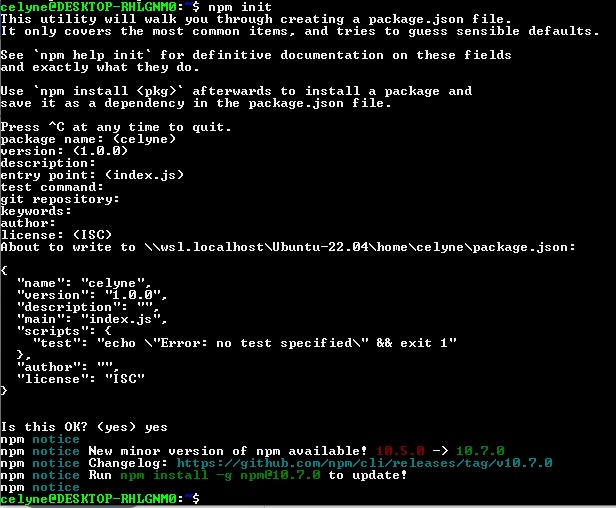 celyne@DESKTOP-RHLGNM0:~$ npm init
This utility will walk you through creating a package.json file.
It only covers the most common items, and tries to guess sensible defaults.
See `npm help init` for definitive documentation on these fields
and exactly what they do.
Use `npm install <pkg>` afterwards to install a package and
save it as a dependency in the package.json file.
Press ^C at any time to quit.
package name: (celyne)
version: (1.0.0)
description:
entry point: (index.js)
test command:
git repository:
keywords:
author:
license: (ISC)
About to write to \\wsl.localhost\Ubuntu-22.04\home\celyne\package.json:
{
  "name": "celyne",
  "version": "1.0.0",
  "description": "",
  "main": "index.js",
  "scripts": {
    "test": "echo \"Error: no test specified\" && exit 1"
  },
  "author": "",
  "license": "ISC"
}
Is this OK? (yes) yes
npm notice
npm notice New minor version of npm available! 10.5.0 -> 10.7.0
npm notice Changelog: https://github.com/npm/cli/releases/tag/v10.7.0
npm notice Run npm install -g npm@10.7.0 to update!
npm notice
celyne@DESKTOP-RHLGNM0:~$